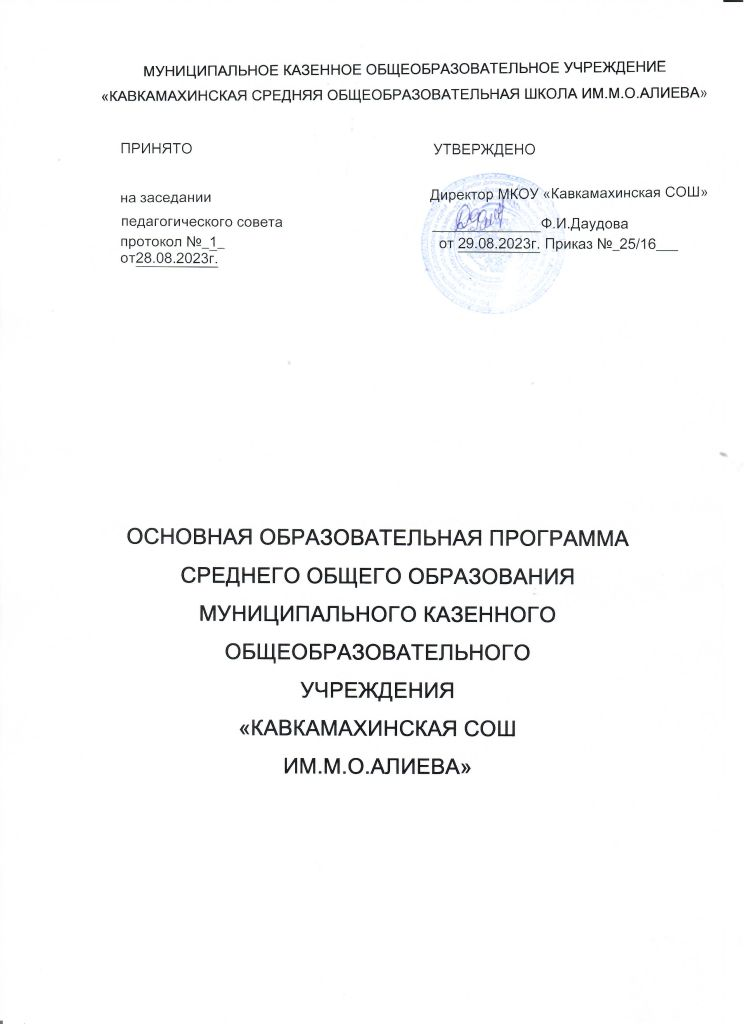 МУНИЦИПАЛЬНОЕ КАЗЕННОЕ ОБЩЕОБРАЗОВАТЕЛЬНОЕ УЧРЕЖДЕНИЕ
«КАВКАМАХИНСКАЯ СРЕДНЯЯ ОБЩЕОБРАЗОВАТЕЛЬНАЯ ШКОЛА ИМ.М.О.АЛИЕВА»
ПРИНЯТО
на заседании
педагогического совета
протокол №_1_
от28.08.2023г.
УТВЕРЖДЕНО
Директор МКОУ «Кавкамахинская СОШ»
_____________Ф.И.Даудова
от 29.08.2023г. Приказ №_25/16___
ОСНОВНАЯ ОБРАЗОВАТЕЛЬНАЯ ПРОГРАММА
СРЕДНЕГО ОБЩЕГО ОБРАЗОВАНИЯ
МУНИЦИПАЛЬНОГО КАЗЕННОГО
ОБЩЕОБРАЗОВАТЕЛЬНОГО
УЧРЕЖДЕНИЯ
«КАВКАМАХИНСКАЯ СОШ
ИМ.М.О.АЛИЕВА»